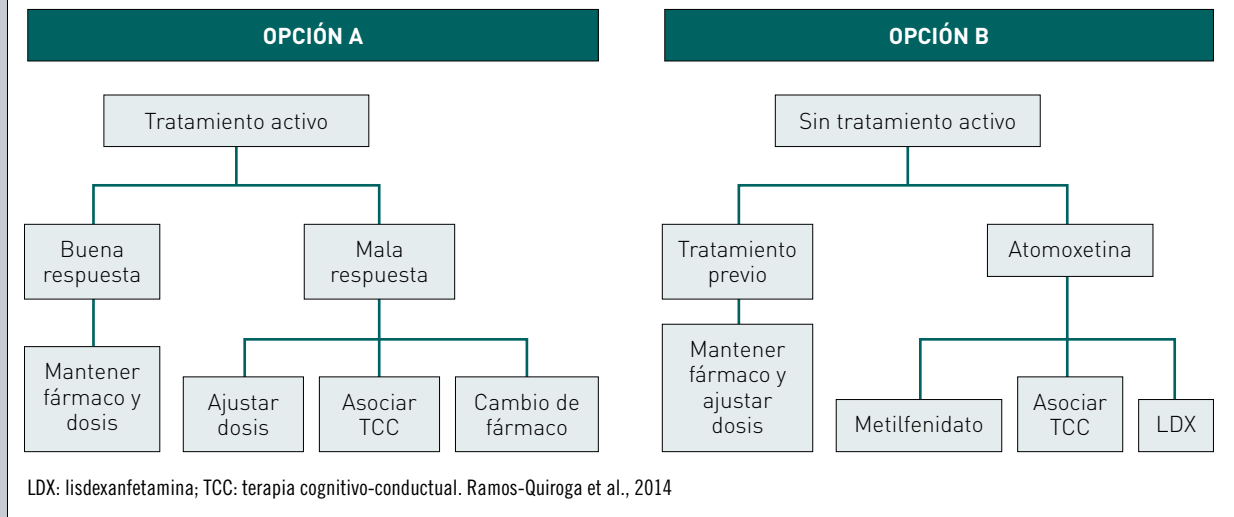 OPCIÓN A
Tratamiento activo
Buena
respuesta
Mala
respuesta
Mantener
fármaco y
dosis
Ajustar
dosis
Asociar
TCC
Cambio de
fármaco
OPCIÓN B
Sin tratamiento activo
Tratamiento
previo
Atomoxetina
Mantener
fármaco y
ajustar
dosis
Metilfenidato
Asociar
TCC
LDX
LDX: lisdexanfetamina; TCC: terapia cognitivo-conductual. Ramos-Quiroga et al., 2014